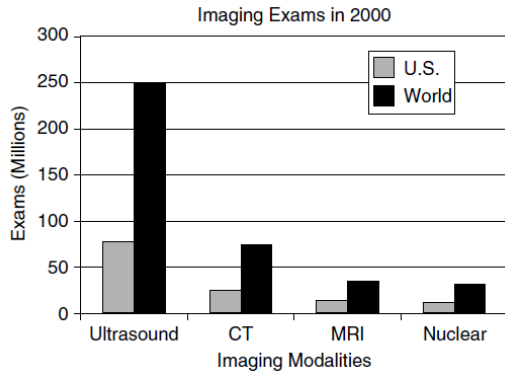 Imaging Exams in 2000
300
250
200
150
100
50
0
Exams (Millions)
U.S.
World
Ultrasound CT MRI Nuclear
Imaging Modalities